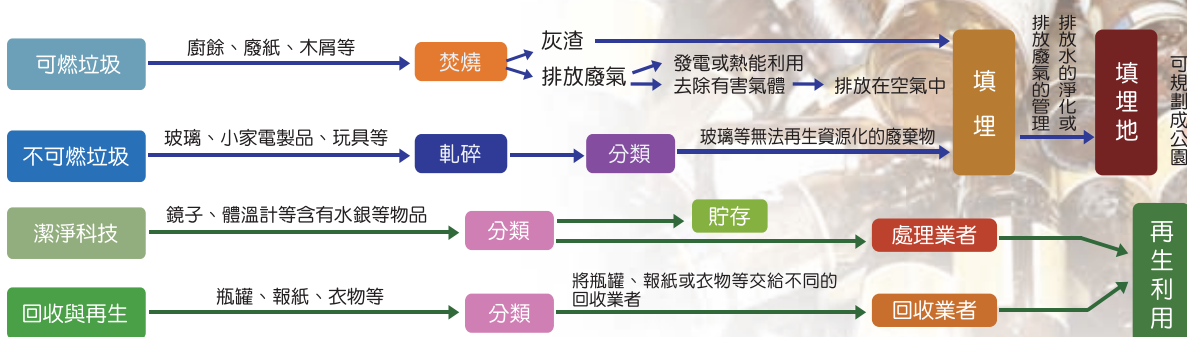 可燃垃圾
廚餘、廢紙、木屑等
焚燒
灰渣
排放廢氣
發電或熱能利用
去除有害氣體
排放在空氣中
填埋
排放水的淨化或
排放廢氣的管理
填埋地
可規劃成公園
不可燃垃圾
玻璃、小家電製品、玩具等
軋碎
分類
玻璃等無法再生資源化的廢棄物
潔淨科技
鏡子、體溫計等含有水銀等物品
分類
貯存
處理業者
再生利用
回收與再生
瓶罐、報紙、衣物等
分類
將瓶罐、報紙或衣物等交給不同的
回收業者
回收業者